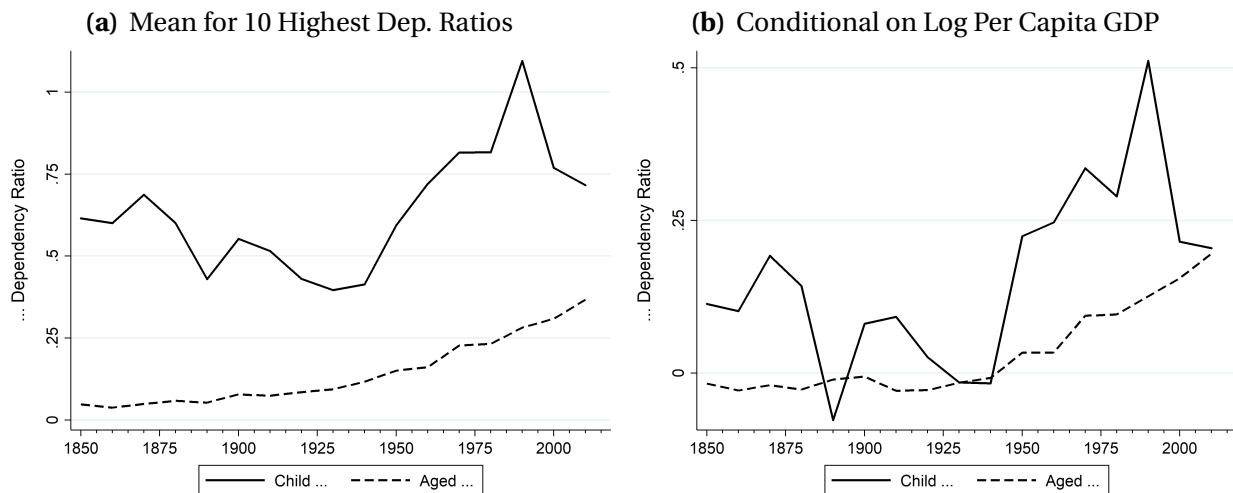 (a) Mean for 10 Highest Dep. Ratios
... Dependency Ratio
1
.75
.5
.25
0
1850 1875 1900 1925 1950 1975 2000
Child ... Aged ...
(b) Conditional on Log Per Capita GDP
... Dependency Ratio
.5
.25
0
1850 1875 1900 1925 1950 1975 2000
Child ... Aged ...